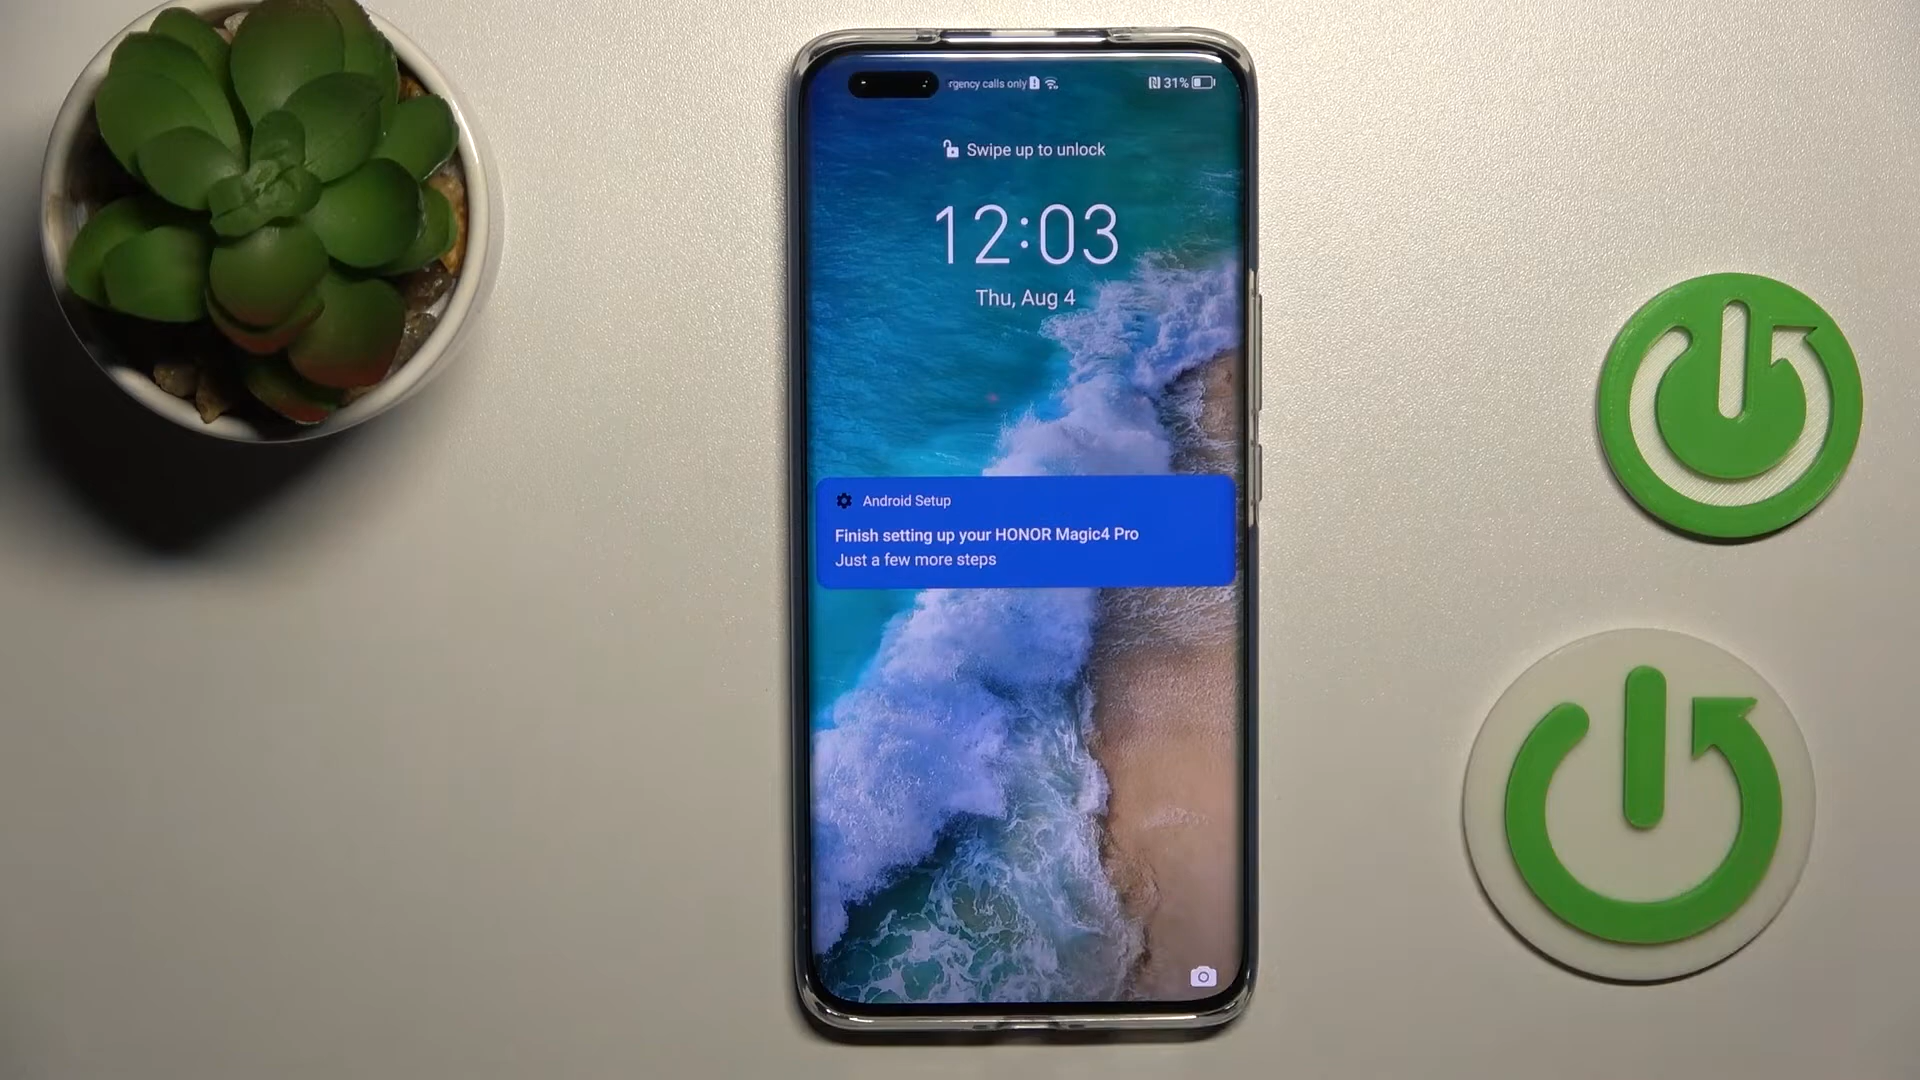 rgency calls only
31%
Swipe up to unlock
12:03
Thu, Aug 4
Android Setup
Finish setting up your HONOR Magic4 Pro
Just a few more steps